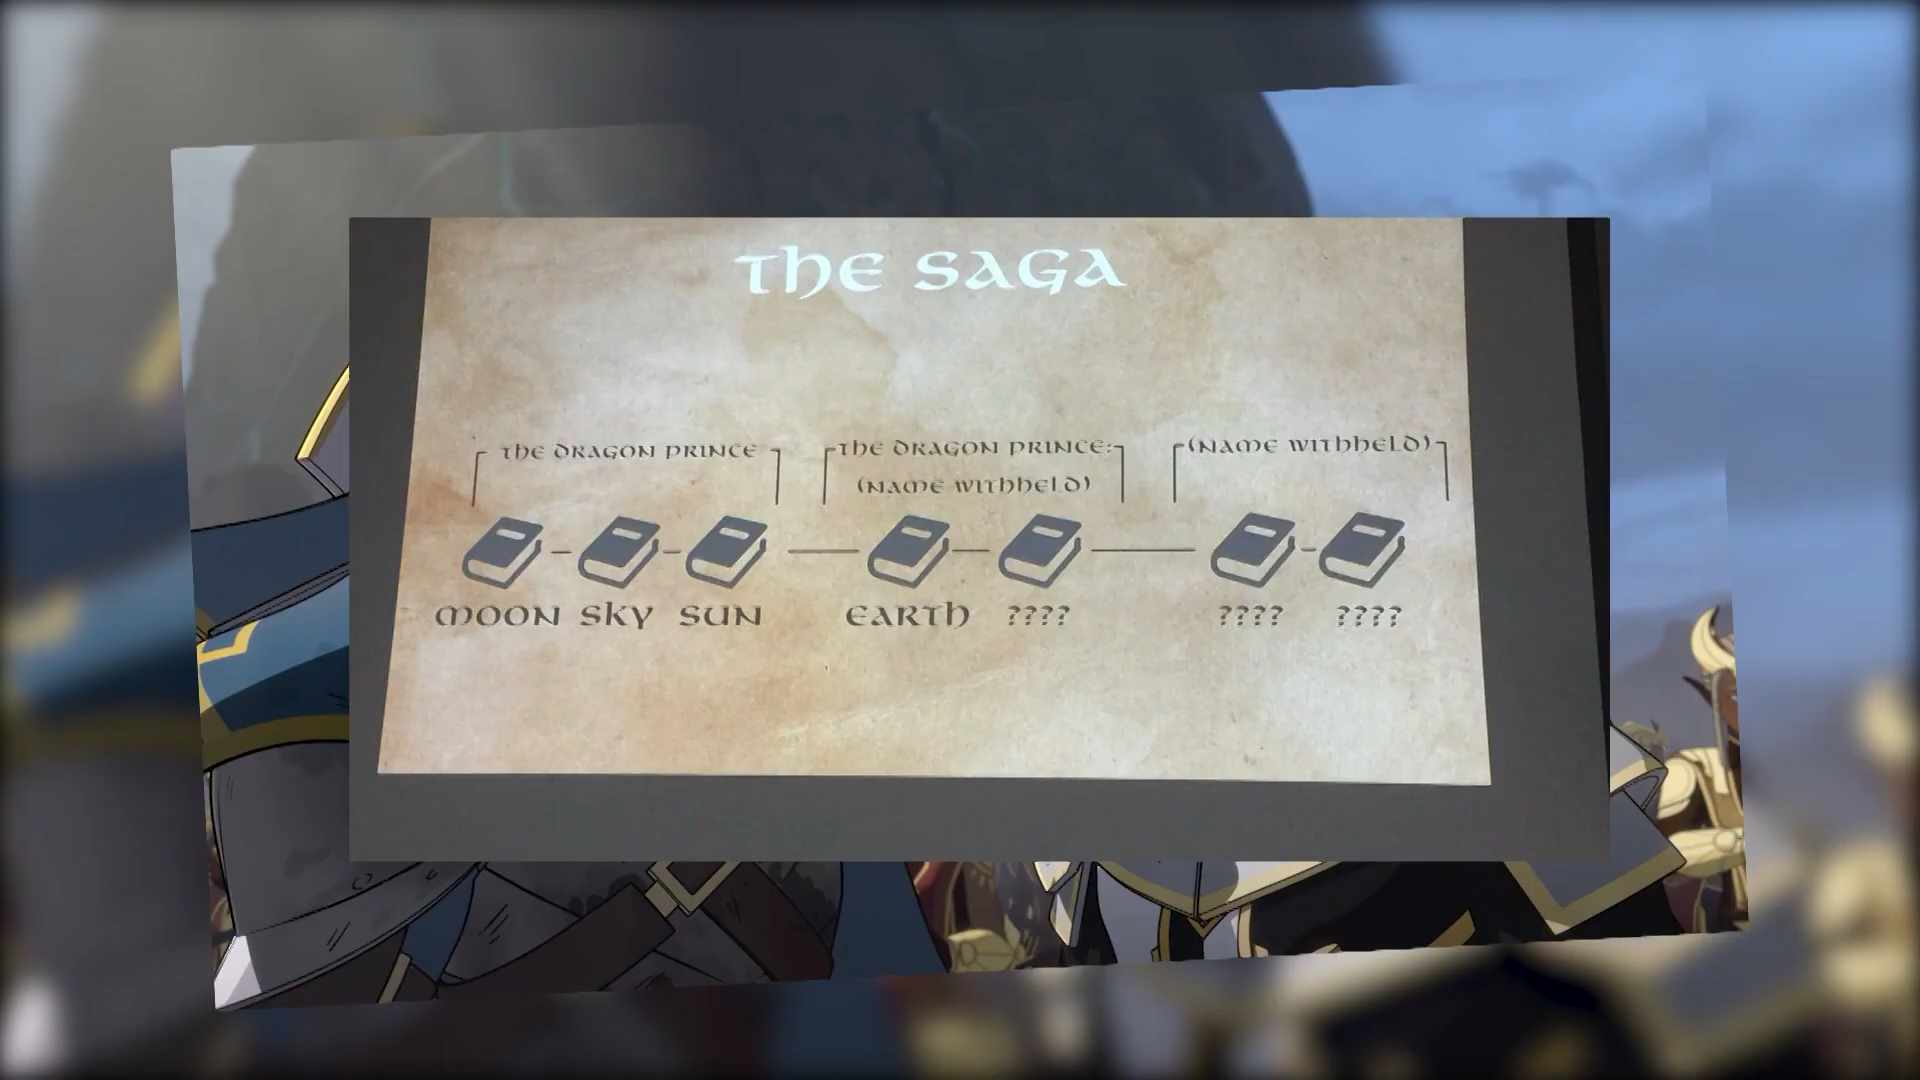 THE SAGA
THE DRAGON PRINCE
THE DRAGON PRINCE:
(NAME WITHHELD)
(NAME WITHHELD)
MOON SKY SUN EARTH ???? ???? ????